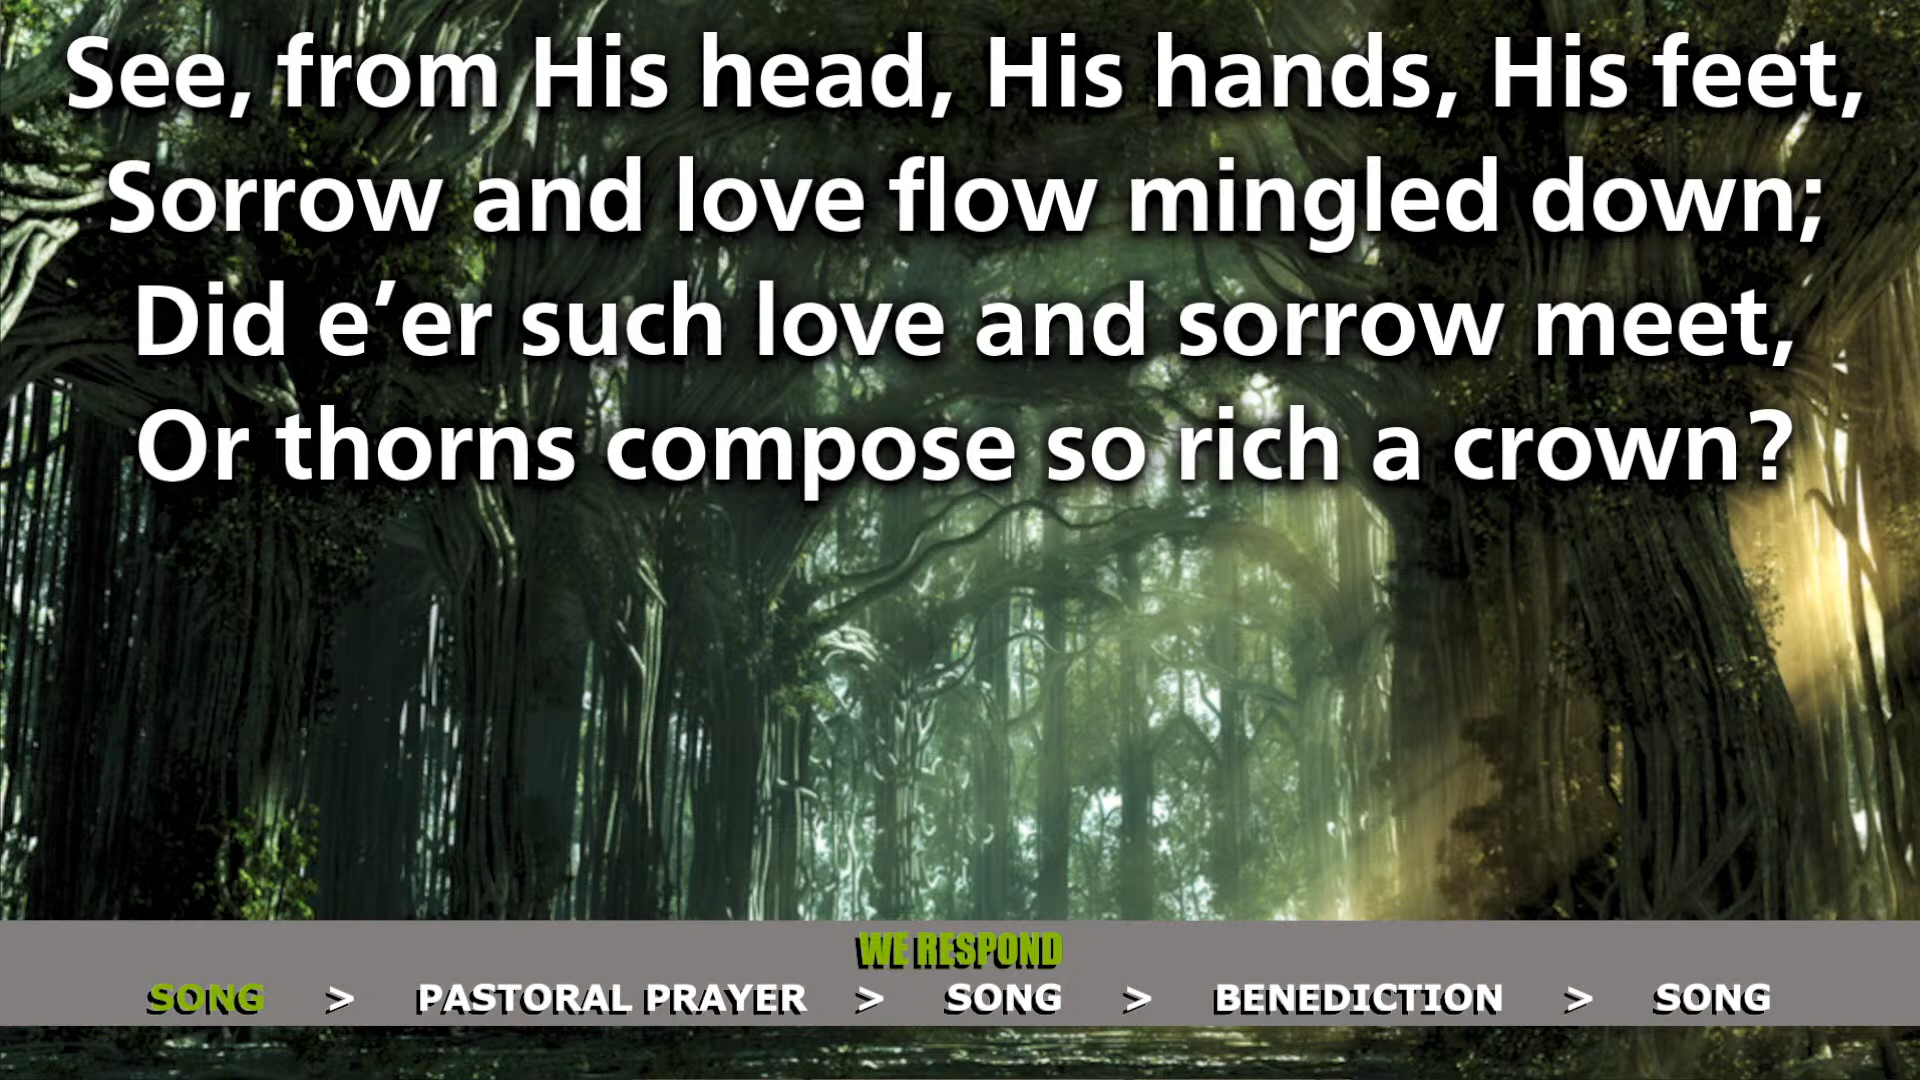 See, from His head, His hands, His feet,
Sorrow and love flow mingled down;
Did e’er such love and sorrow meet,
Or thorns compose so rich a crown?
WE RESPOND
SONG > PASTORAL PRAYER > SONG > BENEDICTION > SONG